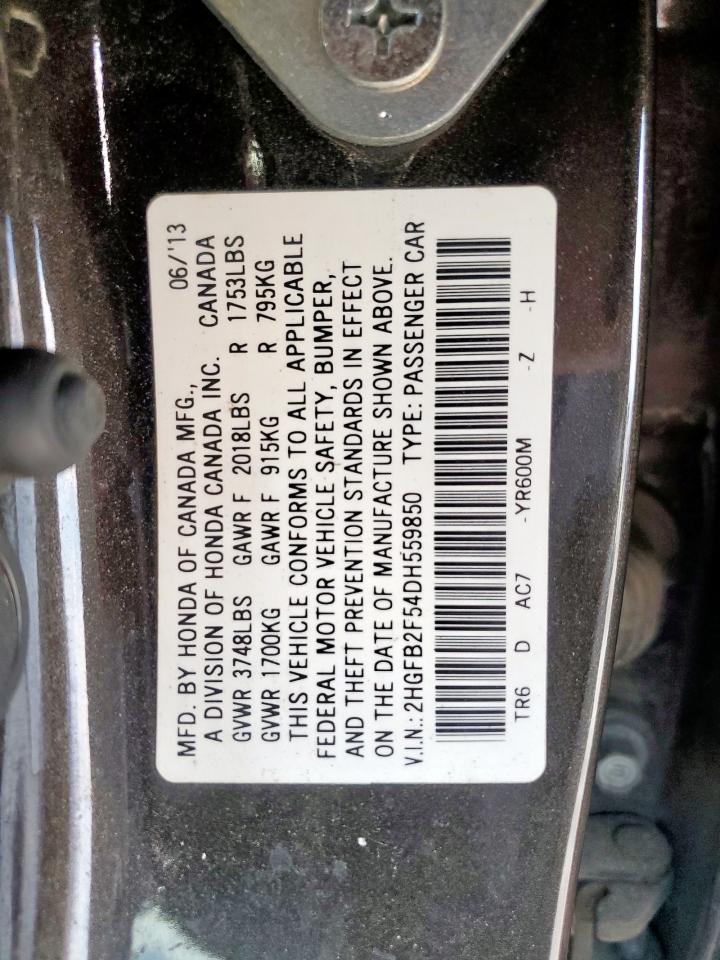 MFD. BY HONDA OF CANADA MFG., 06/'13
A DIVISION OF HONDA CANADA INC. CANADA
GVWR 3748LBS GAWR F 2018LBS R 1753LBS
GVWR 1700KG GAWR F 915KG R 795KG
THIS VEHICLE CONFORMS TO ALL APPLICABLE
FEDERAL MOTOR VEHICLE SAFETY, BUMPER,
AND THEFT PREVENTION STANDARDS IN EFFECT
ON THE DATE OF MANUFACTURE SHOWN ABOVE.
V.I.N.: 2HGFB2F54DH559850 TYPE: PASSENGER CAR
TR6 D AC7 -YR600M -Z -H